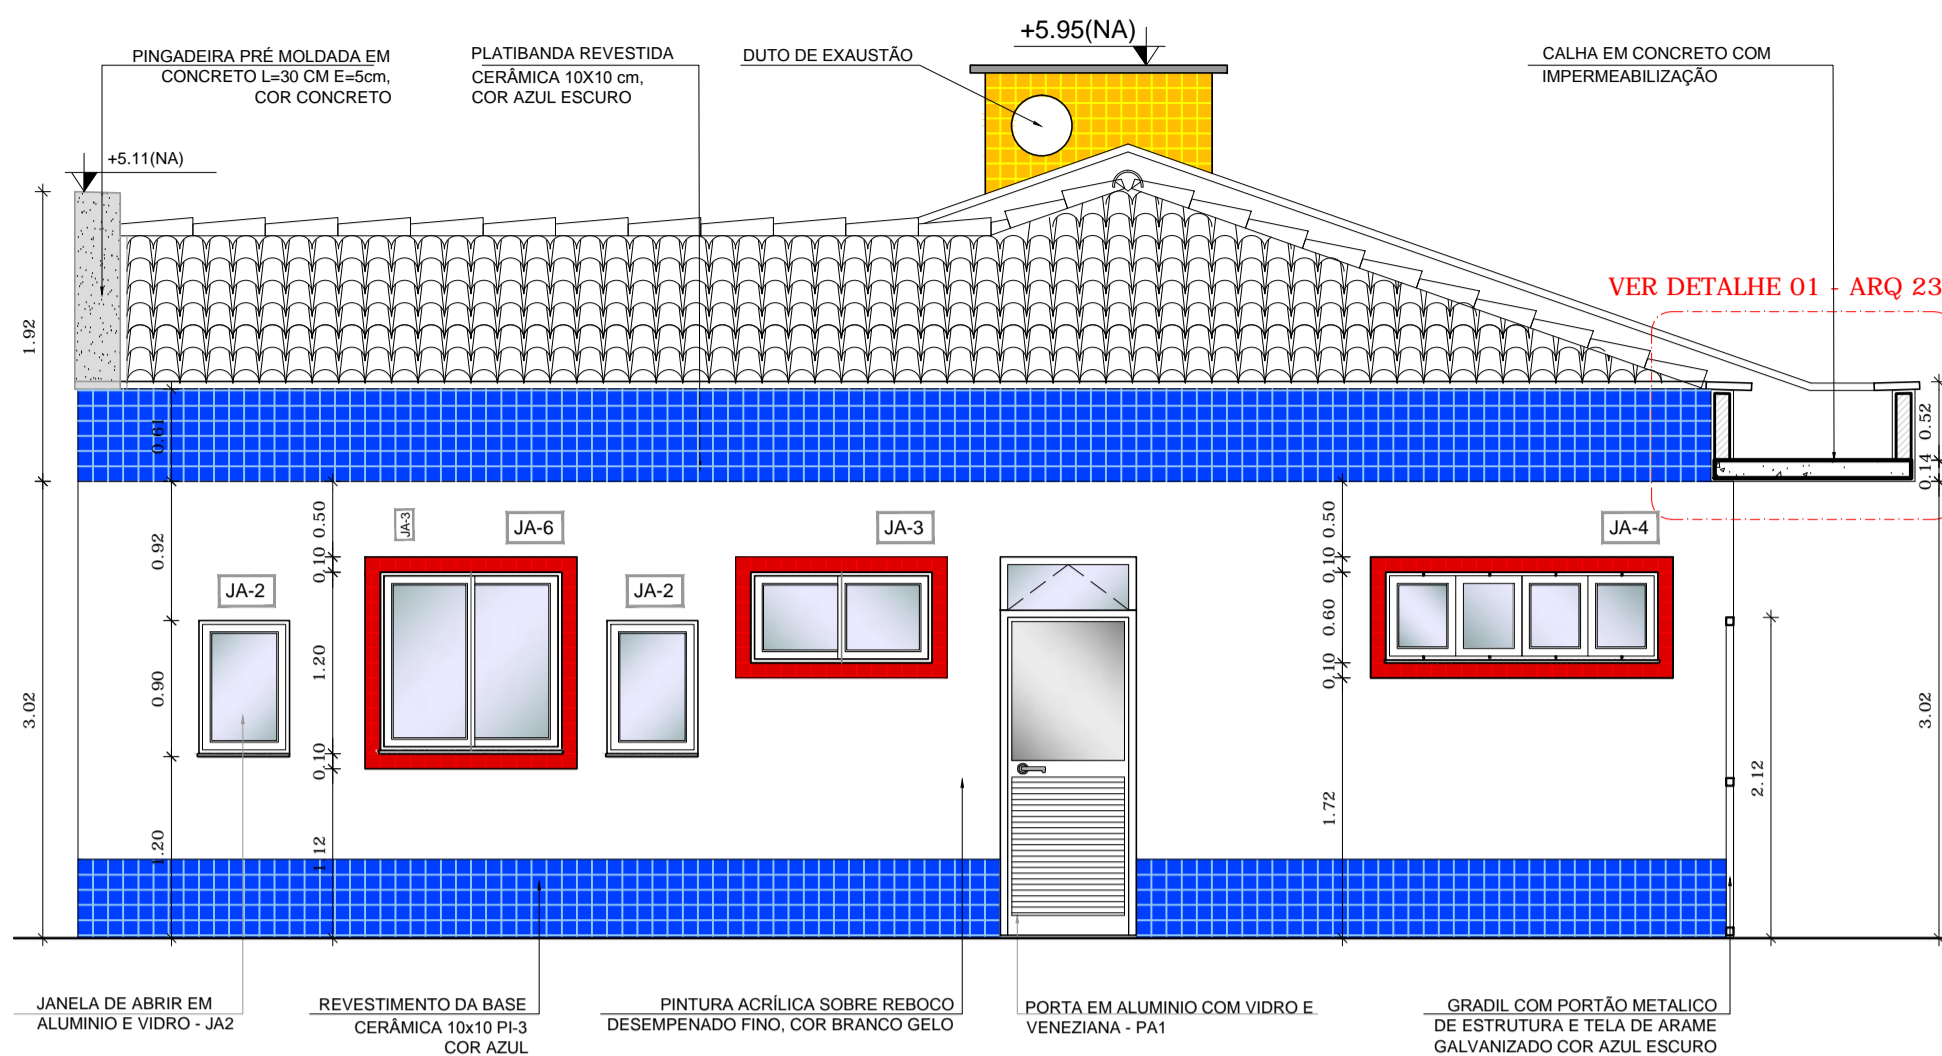 +5.95(NA)
PINGADEIRA PRÉ MOLDADA EM
CONCRETO L=30 CM E=5cm,
COR CONCRETO
PLATIBANDA REVESTIDA
CERÂMICA 10X10 cm,
COR AZUL ESCURO
DUTO DE EXAUSTÃO
CALHA EM CONCRETO COM
IMPERMEABILIZAÇÃO
+5.11(NA)
VER DETALHE 01 - ARQ 23
1.92
0.61
0.52
0.14
JA-3
JA-6
JA-3
JA-4
JA-2
JA-2
0.92
0.90
1.20
3.02
0.50
0.10
1.20
0.10
1.12
0.50
0.10
0.60
0.10
1.72
2.12
3.02
JANELA DE ABRIR EM
ALUMINIO E VIDRO - JA2
REVESTIMENTO DA BASE
CERÂMICA 10x10 PI-3
COR AZUL
PINTURA ACRÍLICA SOBRE REBOCO
DESEMPENADO FINO, COR BRANCO GELO
PORTA EM ALUMINIO COM VIDRO E
VENEZIANA - PA1
GRADIL COM PORTÃO METALICO
DE ESTRUTURA E TELA DE ARAME
GALVANIZADO COR AZUL ESCURO